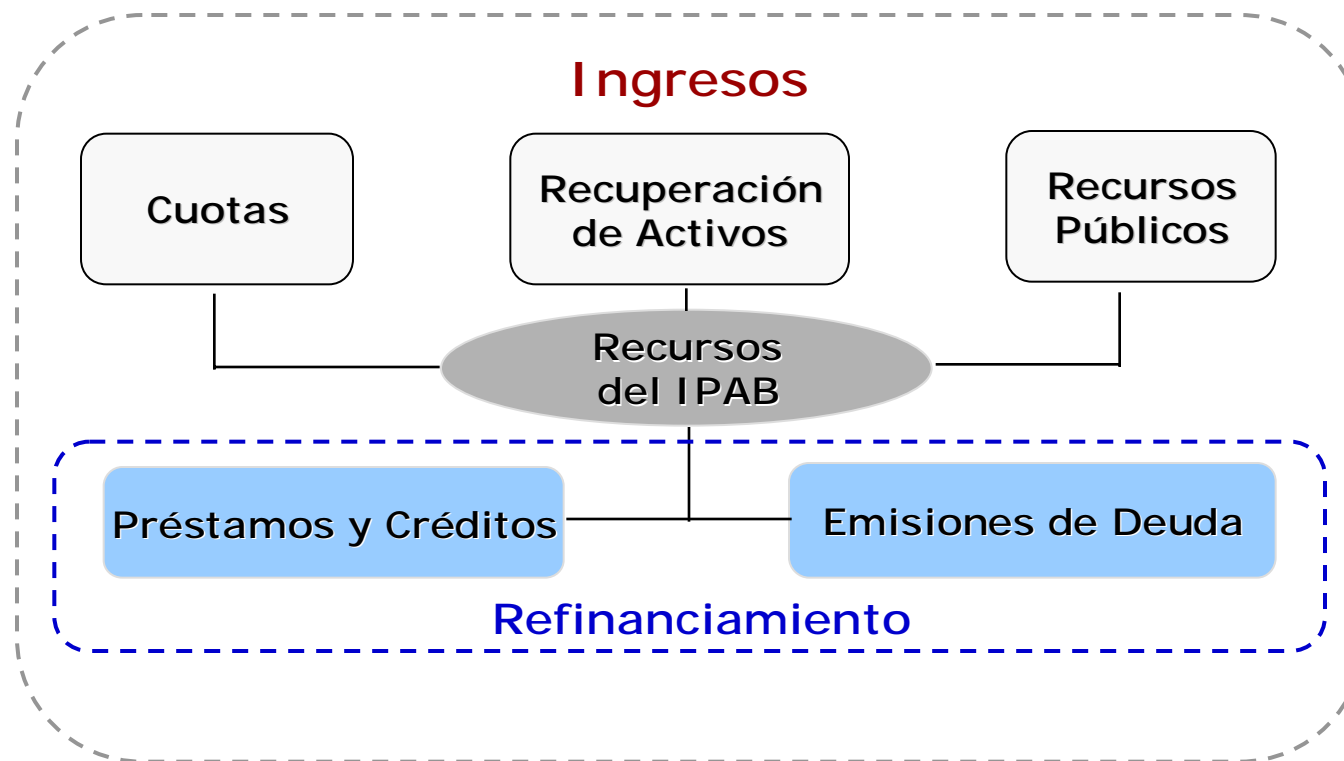 Ingresos
Cuotas
Recuperación
de Activos
Recursos
Públicos
Recursos
del IPAB
Préstamos y Créditos
Emisiones de Deuda
Refinanciamiento